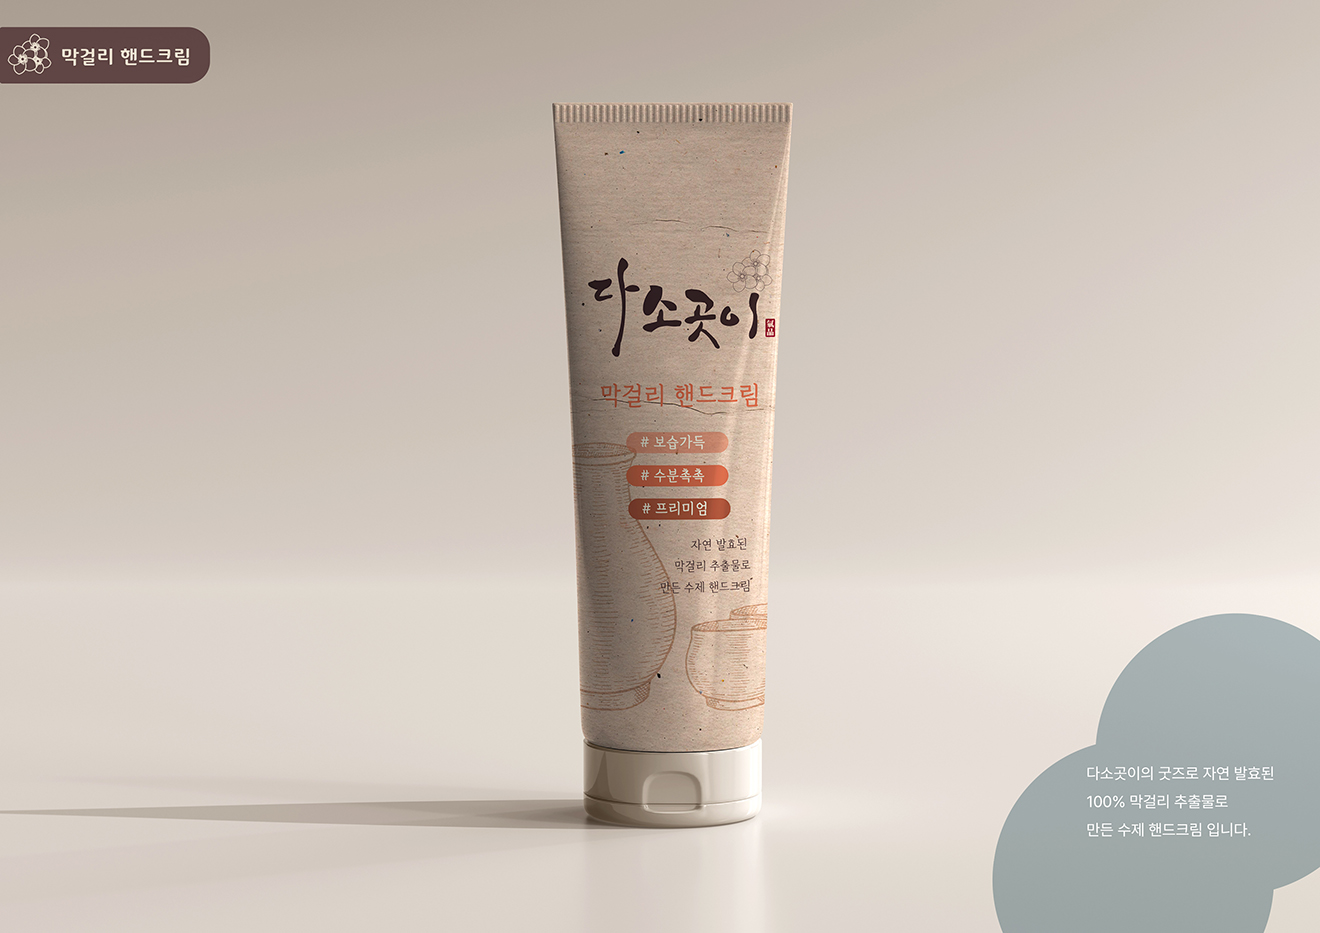 막걸리 핸드크림
다소곳이
막걸리 핸드크림
# 보습가득
# 수분촉촉
# 프리미엄
자연 발효된
막걸리 추출물로
만든 수제 핸드크림
다소곳이의 굿즈로 자연 발효된
100% 막걸리 추출물로
만든 수제 핸드크림 입니다.